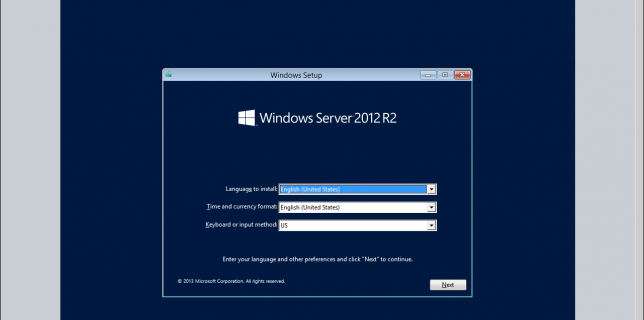 Windows Setup
Windows Server 2012 R2
Language to install: English (United States)
Time and currency format: English (United States)
Keyboard or input method: US
Enter your language and other preferences and click "Next" to continue.
© 2013 Microsoft Corporation. All rights reserved.
Next